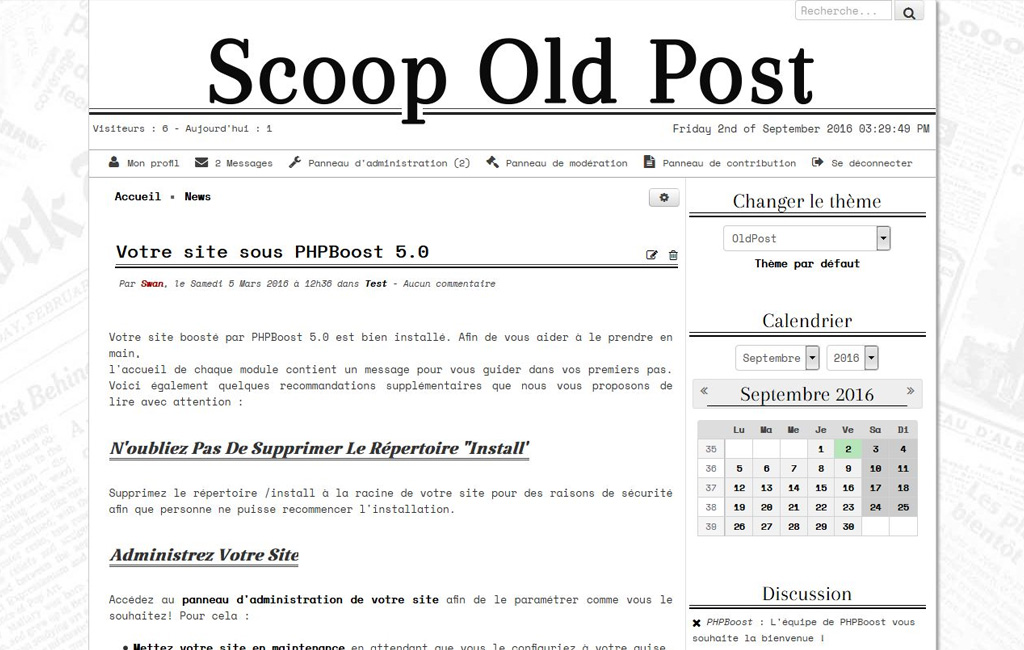 Recherche...
Scoop Old Post
Visiteurs : 6 - Aujourd'hui : 1
Friday 2nd of September 2016 03:29:49 PM
Mon profil 2 Messages Panneau d'administration (2) Panneau de modération Panneau de contribution Se déconnecter
Accueil ▪ News
Votre site sous PHPBoost 5.0
Par Swan, le Samedi 5 Mars 2016 à 12h36 dans Test - Aucun commentaire
Votre site boosté par PHPBoost 5.0 est bien installé. Afin de vous aider à le prendre en
main,
l'accueil de chaque module contient un message pour vous guider dans vos premiers pas.
Voici également quelques recommandations supplémentaires que nous vous proposons de
lire avec attention :
N'oubliez Pas De Supprimer Le Répertoire "Install'
Supprimez le répertoire /install à la racine de votre site pour des raisons de sécurité
afin que personne ne puisse recommencer l'installation.
Administrez Votre Site
Accédez au panneau d'administration de votre site afin de le paramétrer comme vous le
souhaitez! Pour cela :
• Mettez votre site en maintenance en attendant que vous le configuriez à votre guise.
Changer le thème
OldPost
Thème par défaut
Calendrier
Septembre 2016
« Septembre 2016 »
Lu Ma Me Je Ve Sa Di
35 1 2 3 4
36 5 6 7 8 9 10 11
37 12 13 14 15 16 17 18
38 19 20 21 22 23 24 25
39 26 27 28 29 30
Discussion
PHPBoost : L'équipe de PHPBoost vous
souhaite la bienvenue !